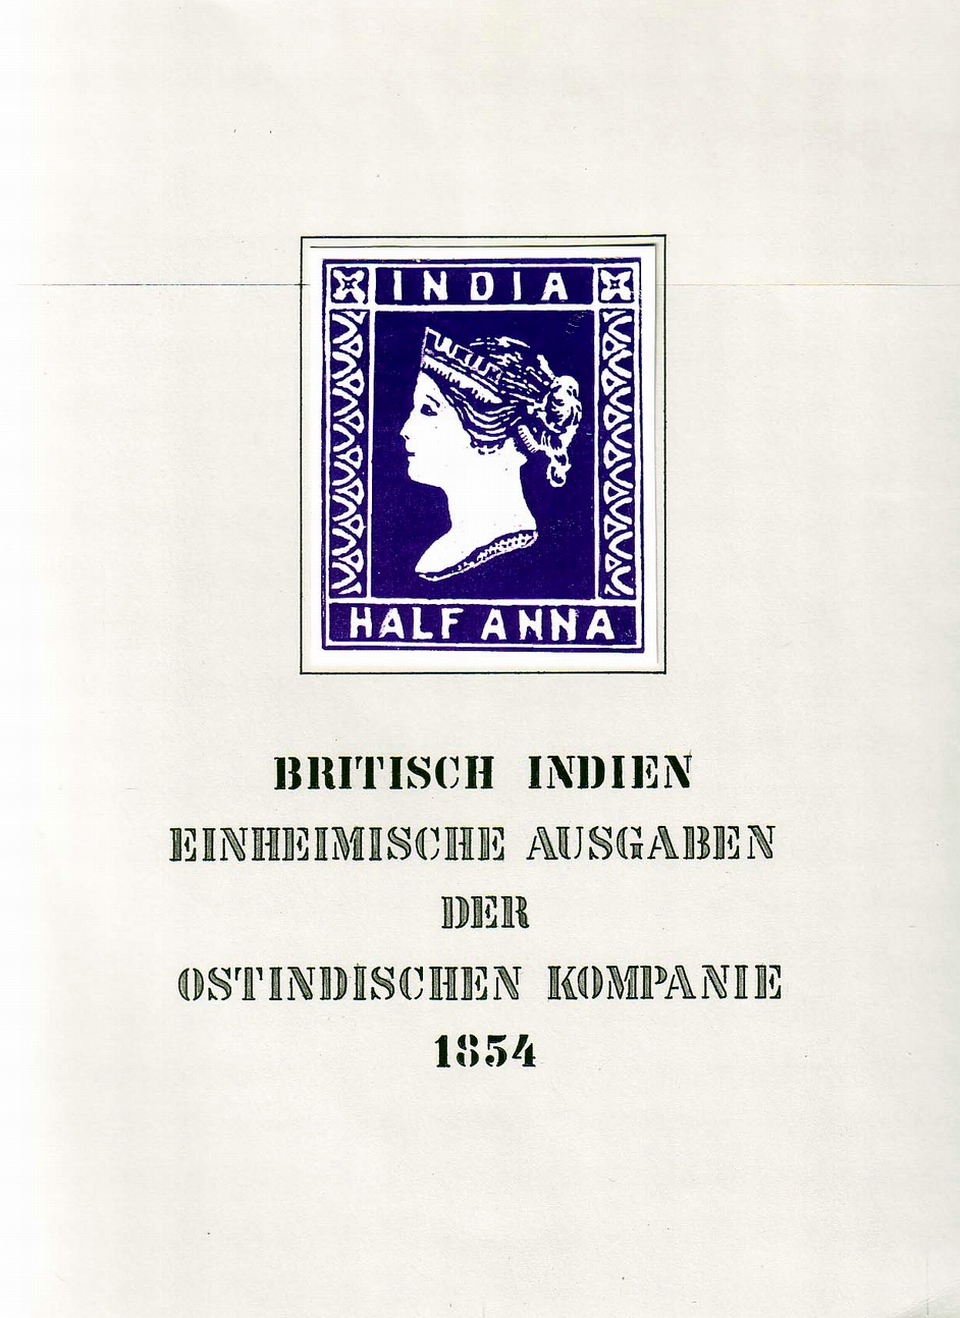 INDIA
HALF ANNA
BRITISCH INDIEN
EINHEIMISCHE AUSGABEN
DER
OSTINDISCHEN KOMPANIE
1854